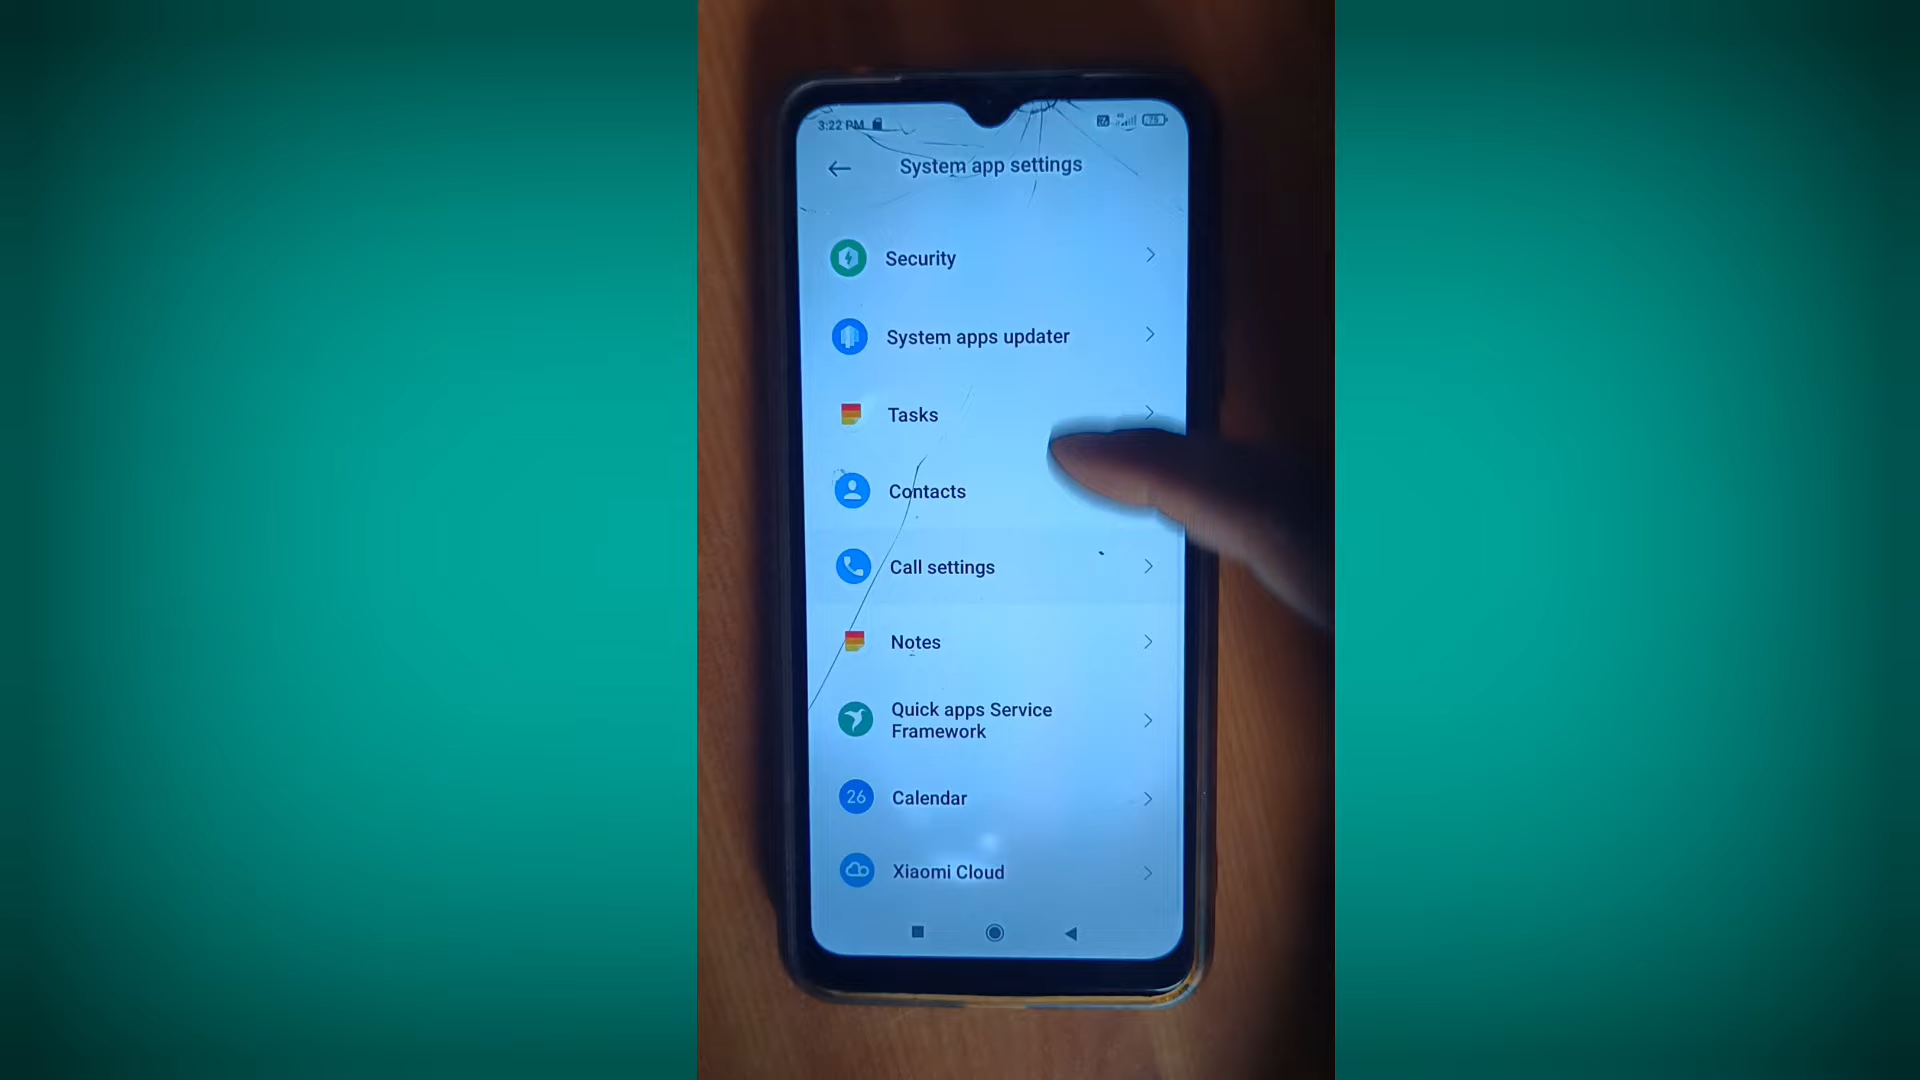 3:22 PM
79
System app settings
Security
System apps updater
Tasks
Contacts
Call settings
Notes
Quick apps Service
Framework
26
Calendar
Xiaomi Cloud